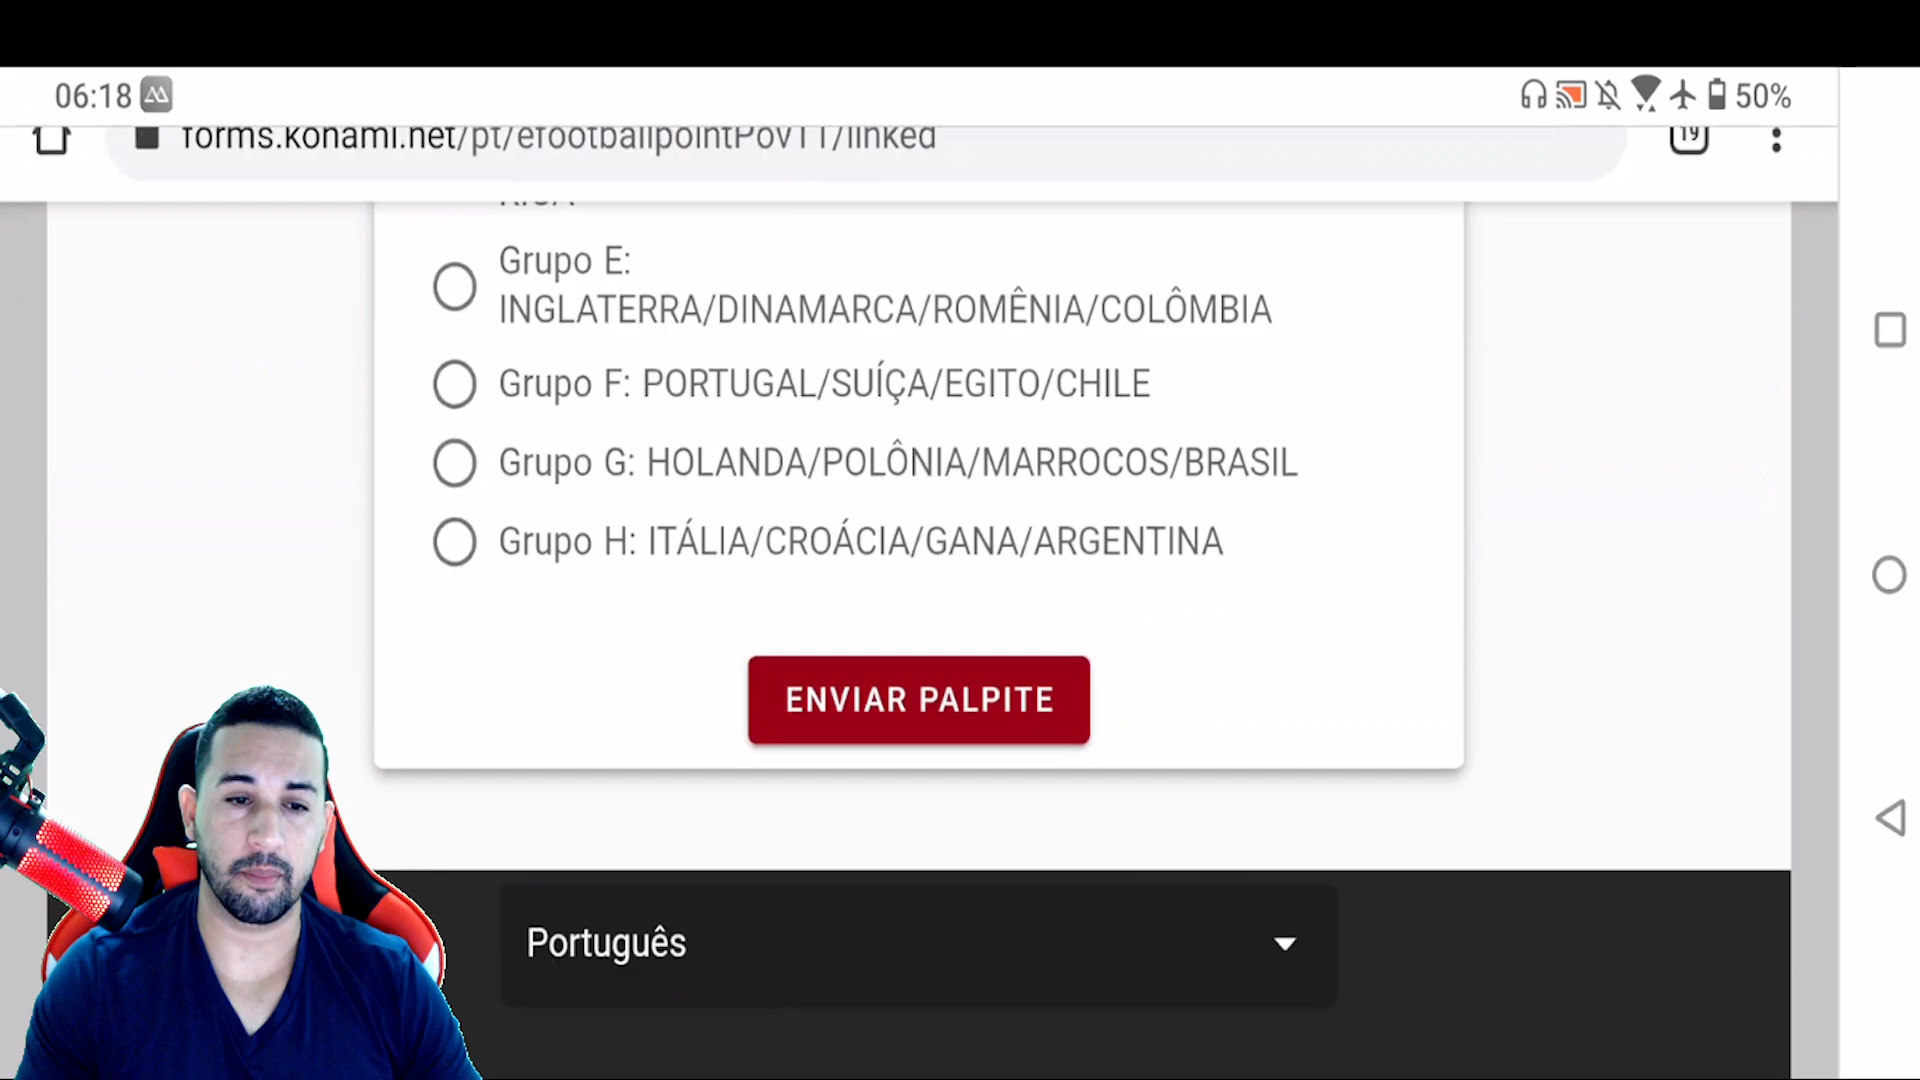 06:18
50%
forms.konami.net/pt/efootballpointPov11/linked
19
Grupo E:
INGLATERRA/DINAMARCA/ROMÊNIA/COLÔMBIA
Grupo F: PORTUGAL/SUÍÇA/EGITO/CHILE
Grupo G: HOLANDA/POLÔNIA/MARROCOS/BRASIL
Grupo H: ITÁLIA/CROÁCIA/GANA/ARGENTINA
ENVIAR PALPITE
Português